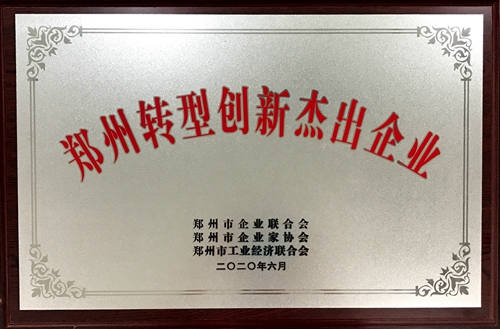 郑州转型创新杰出企业
郑州市企业联合会
郑州市企业家协会
郑州市工业经济联合会
二〇二〇年六月